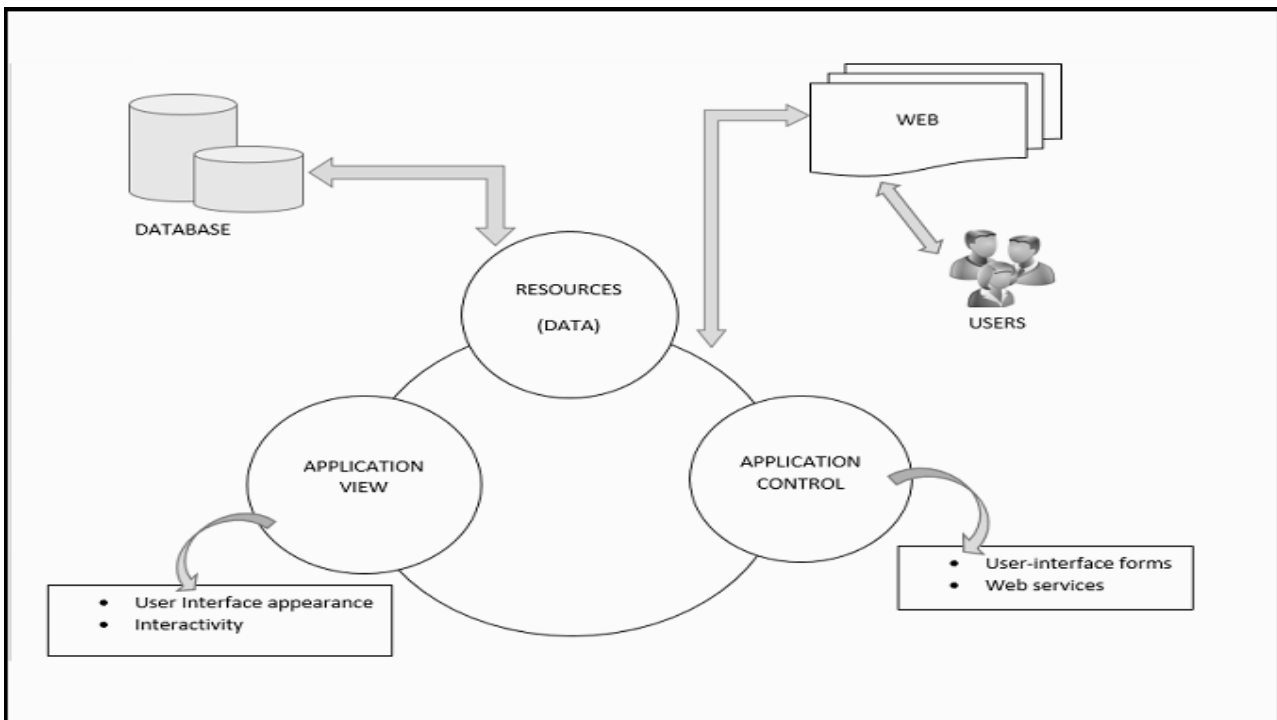 WEB
DATABASE
RESOURCES
(DATA)
USERS
APPLICATION
VIEW
APPLICATION
CONTROL
• User-interface forms
• Web services
• User Interface appearance
• Interactivity